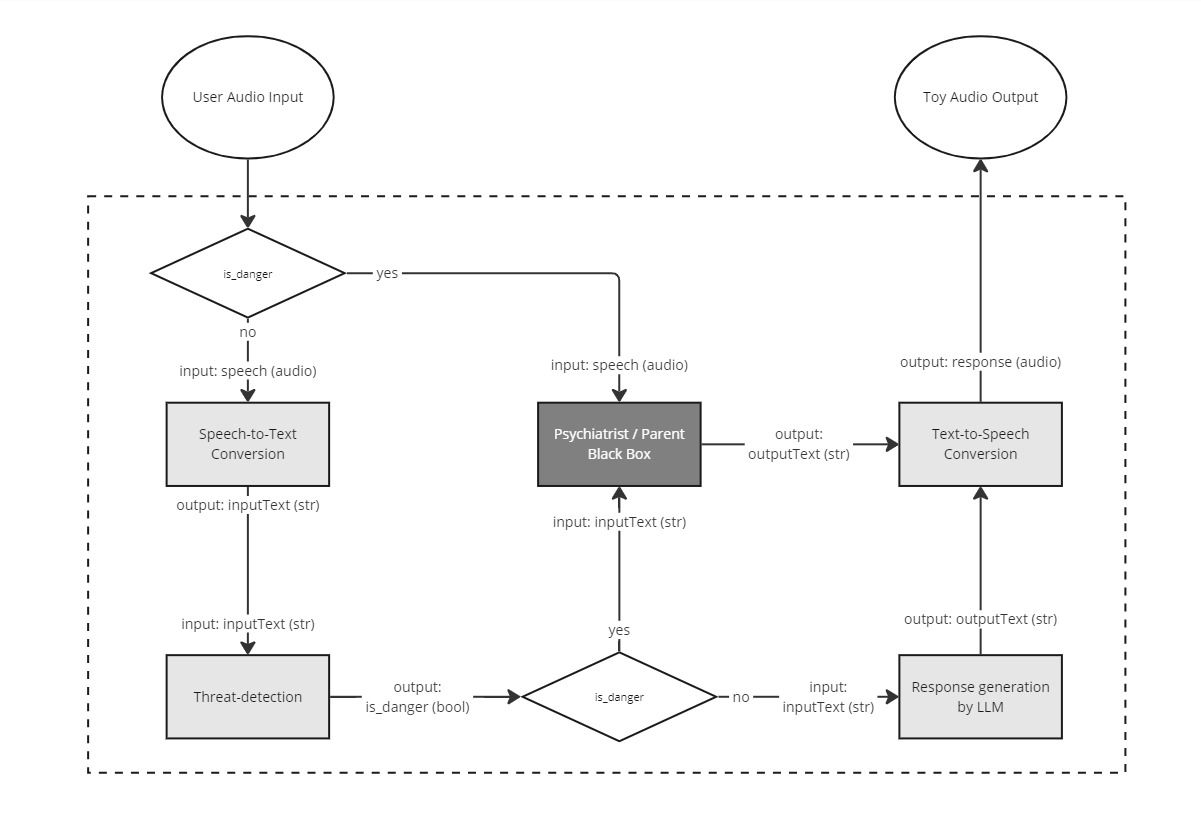 User Audio Input
Toy Audio Output
is_danger
yes
no
input: speech (audio)
input: speech (audio)
output: response (audio)
Speech-to-Text
Conversion
Psychiatrist / Parent
Black Box
output:
outputText (str)
Text-to-Speech
Conversion
output: inputText (str)
input: inputText (str)
input: inputText (str)
yes
output: outputText (str)
Threat-detection
output:
is_danger (bool)
is_danger
no
input:
inputText (str)
Response generation
by LLM